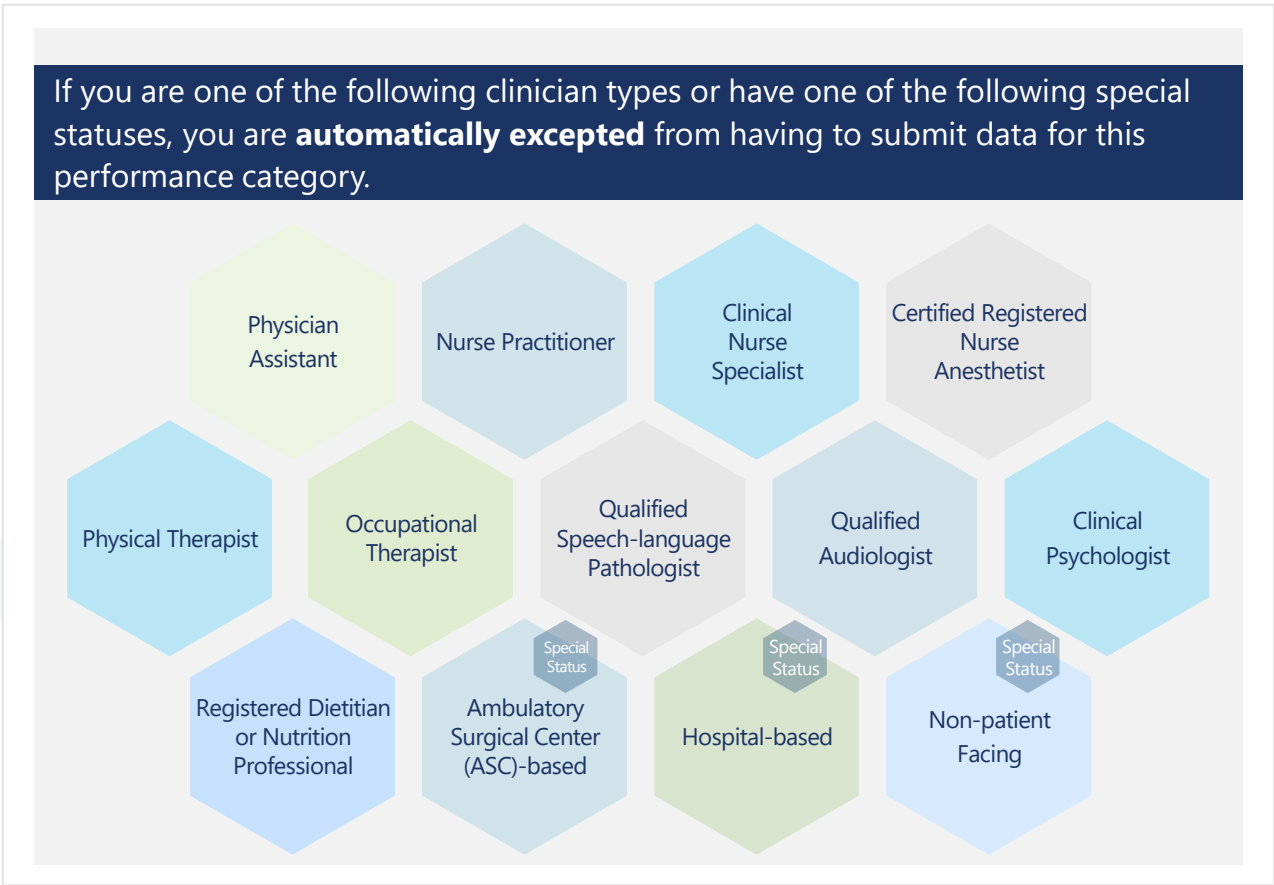 If you are one of the following clinician types or have one of the following special
statuses, you are automatically excepted from having to submit data for this
performance category.
Physician
Assistant
Nurse Practitioner
Clinical
Nurse
Specialist
Certified Registered
Nurse
Anesthetist
Physical Therapist
Occupational
Therapist
Qualified
Speech-language
Pathologist
Qualified
Audiologist
Clinical
Psychologist
Registered Dietitian
or Nutrition
Professional
Special
Status
Ambulatory
Surgical Center
(ASC)-based
Special
Status
Hospital-based
Special
Status
Non-patient
Facing